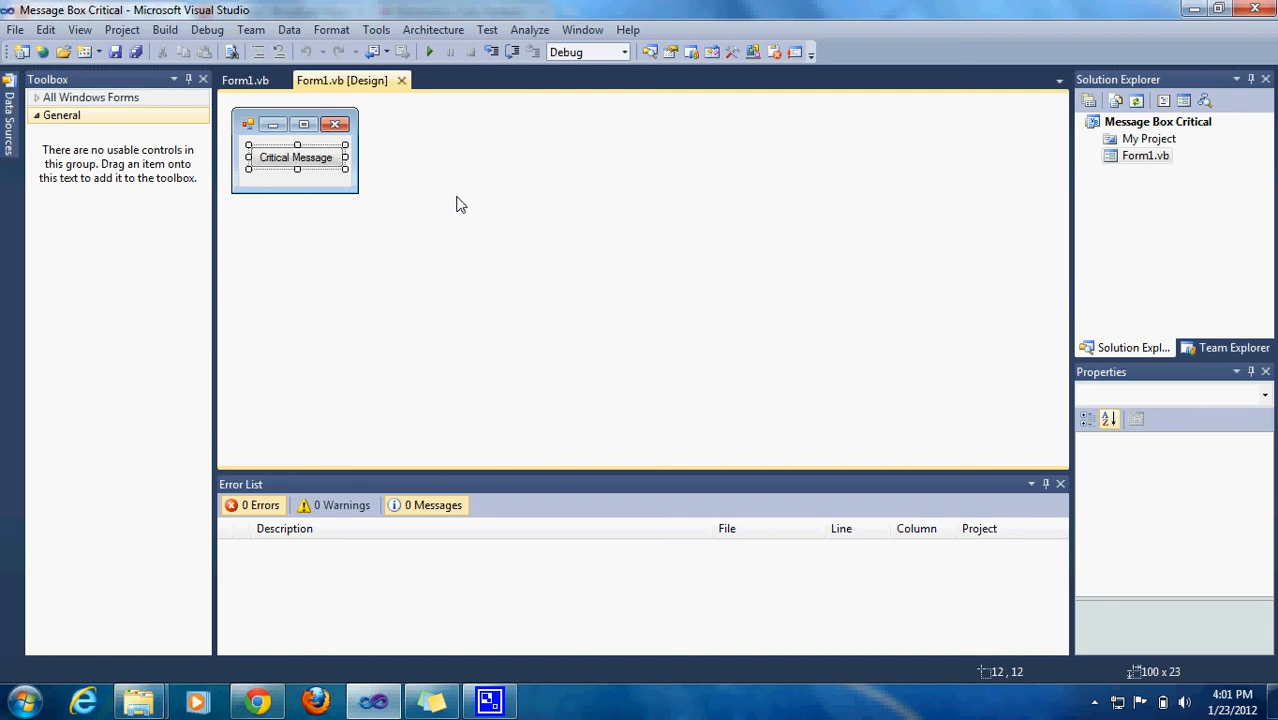 Message Box Critical - Microsoft Visual Studio
File Edit View Project Build Debug Team Data Format Tools Architecture Test Analyze Window Help
Debug
Data Sources
Toolbox
All Windows Forms
General
There are no usable controls in
this group. Drag an item onto
this text to add it to the toolbox.
Form1.vb Form1.vb [Design]
Critical Message
Solution Explorer
Message Box Critical
My Project
Form1.vb
Solution Expl... Team Explorer
Properties
Error List
0 Errors 0 Warnings 0 Messages
Description File Line Column Project
12 , 12 100 x 23
4:01 PM
1/23/2012